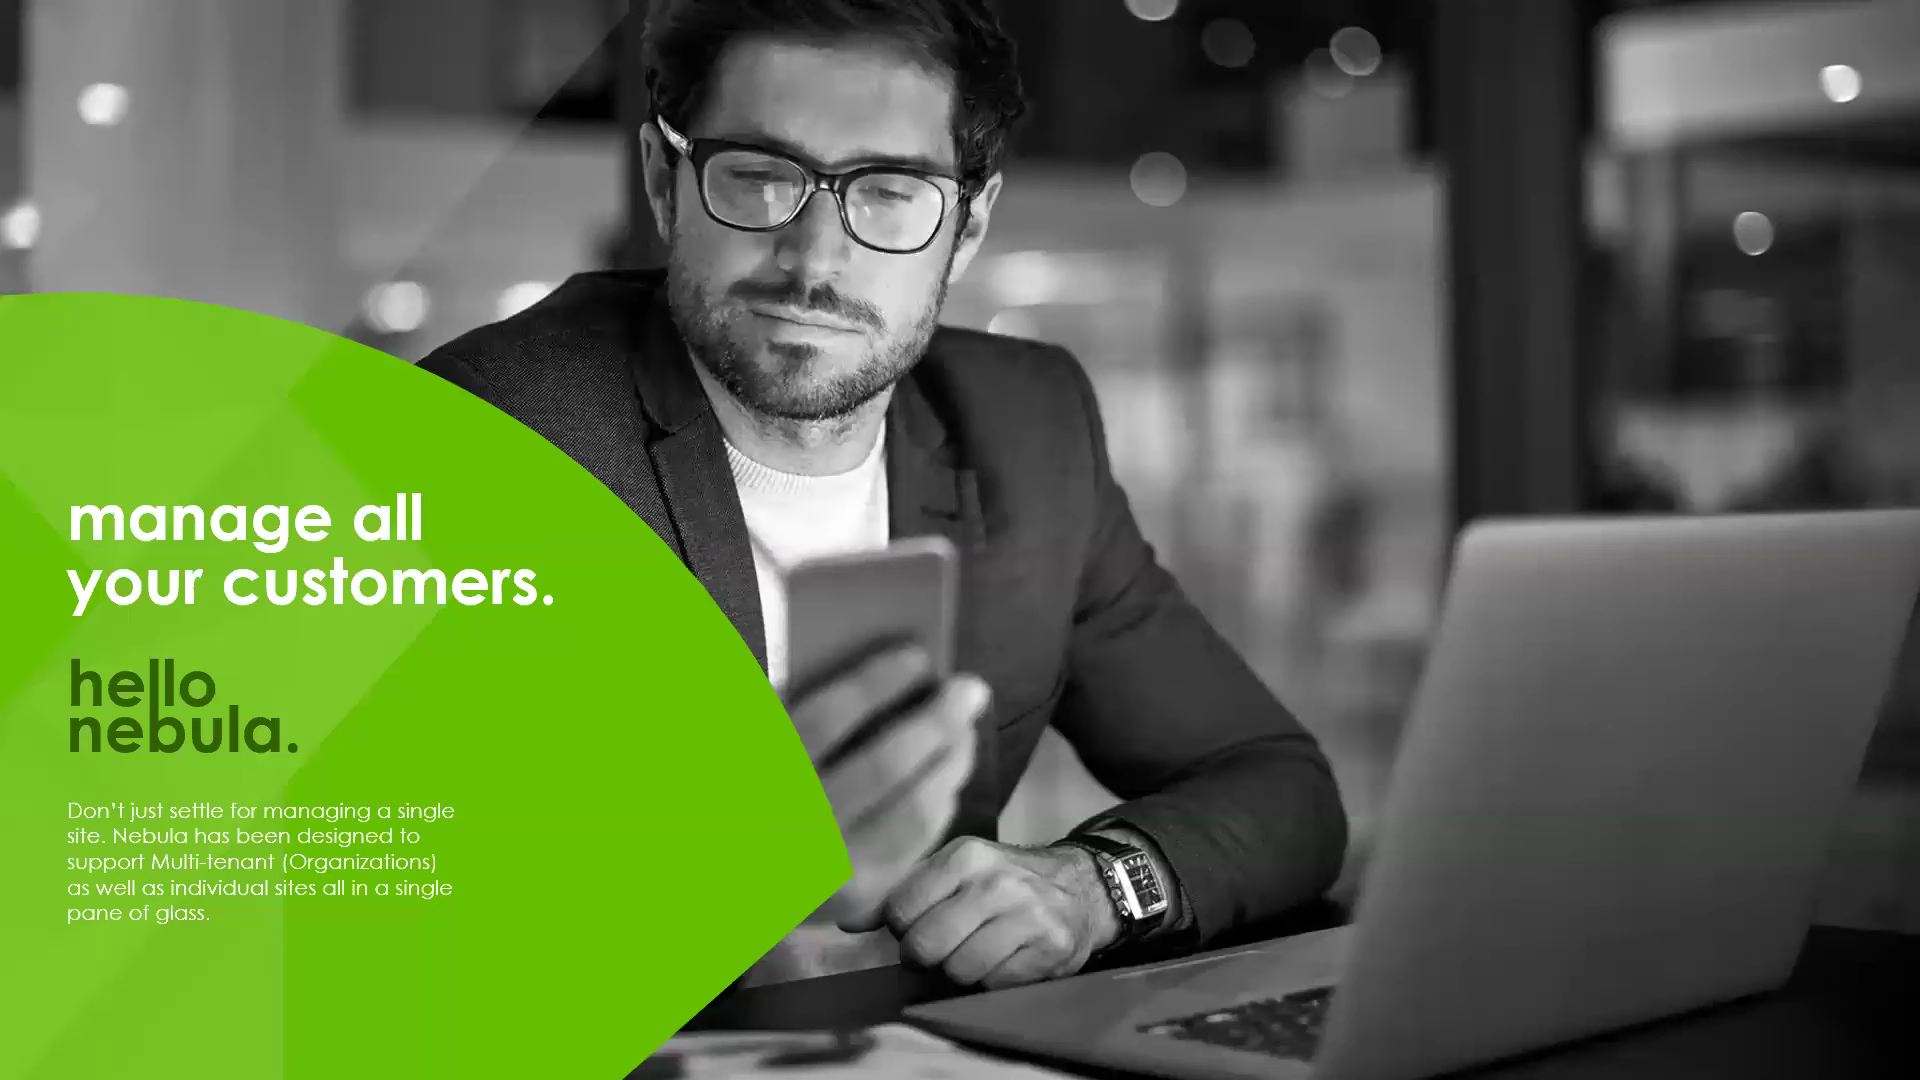 manage all
your customers.
hello
nebula.
Don't just settle for managing a single
site. Nebula has been designed to
support Multi-tenant (Organizations)
as well as individual sites all in a single
pane of glass.